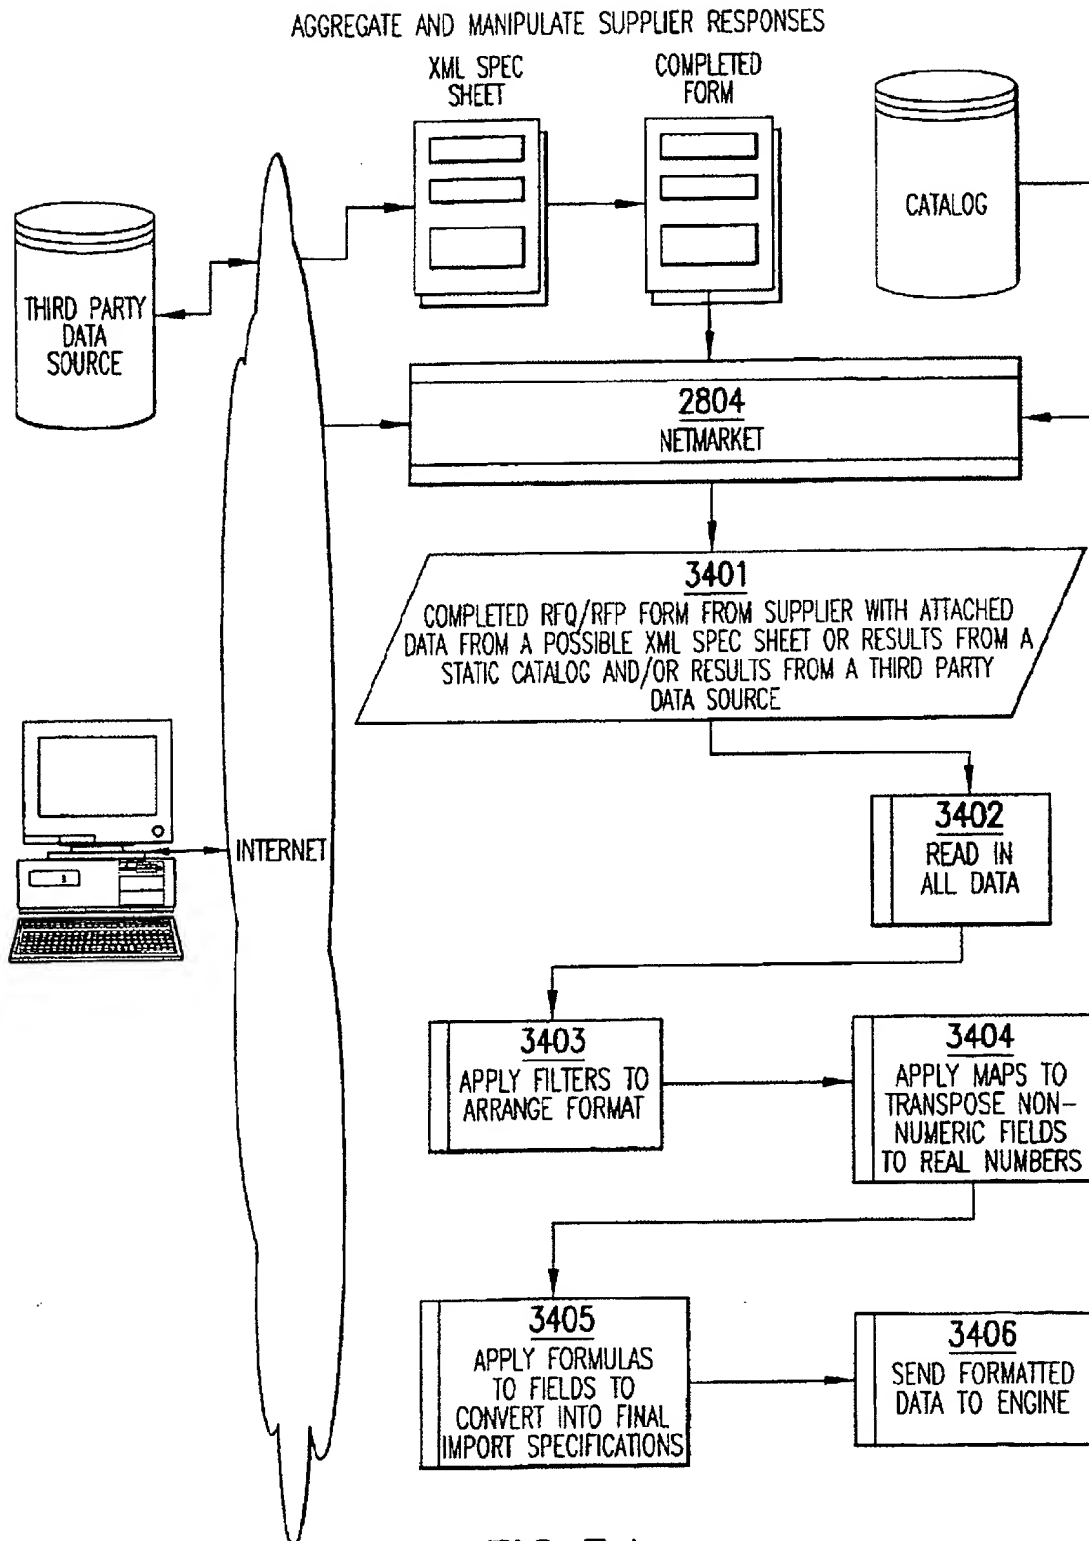 AGGREGATE AND MANIPULATE SUPPLIER RESPONSES
XML SPEC
SHEET
COMPLETED
FORM
CATALOG
THIRD PARTY
DATA
SOURCE
2804
NETMARKET
3401
COMPLETED RFQ/RFP FORM FROM SUPPLIER WITH ATTACHED
DATA FROM A POSSIBLE XML SPEC SHEET OR RESULTS FROM A
STATIC CATALOG AND/OR RESULTS FROM A THIRD PARTY
DATA SOURCE
INTERNET
3402
READ IN
ALL DATA
3403
APPLY FILTERS TO
ARRANGE FORMAT
3404
APPLY MAPS TO
TRANSPOSE NON-
NUMERIC FIELDS
TO REAL NUMBERS
3405
APPLY FORMULAS
TO FIELDS TO
CONVERT INTO FINAL
IMPORT SPECIFICATIONS
3406
SEND FORMATTED
DATA TO ENGINE